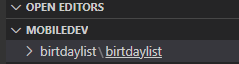 OPEN EDITORS
MOBILEDEV
birtdaylist \ birtdaylist